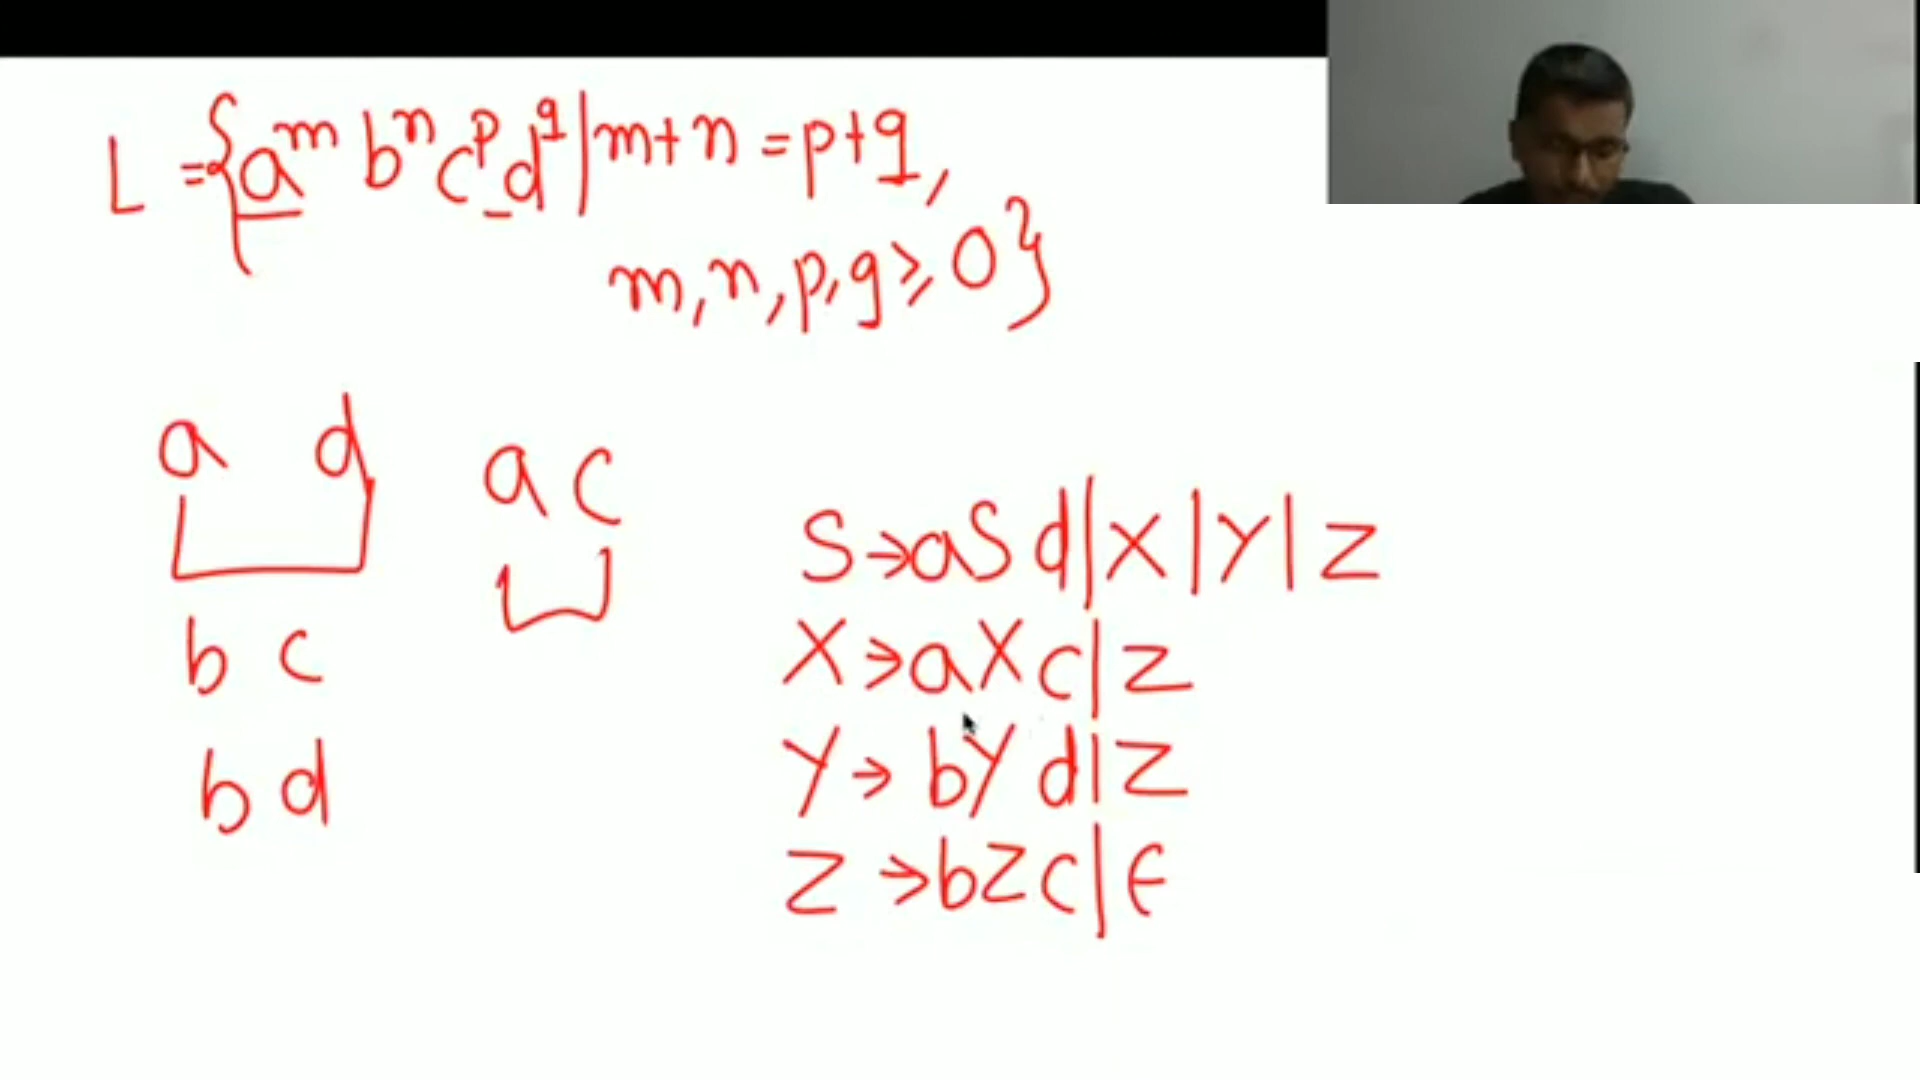 L = {a^m b^n c^p d^q | m+n = p+q,
m, n, p, q ≥ 0}
a d
a c
b c
b d
S → aSd | X | Y | Z
X → aXc | Z
Y → bYd | Z
Z → bZc | ϵ